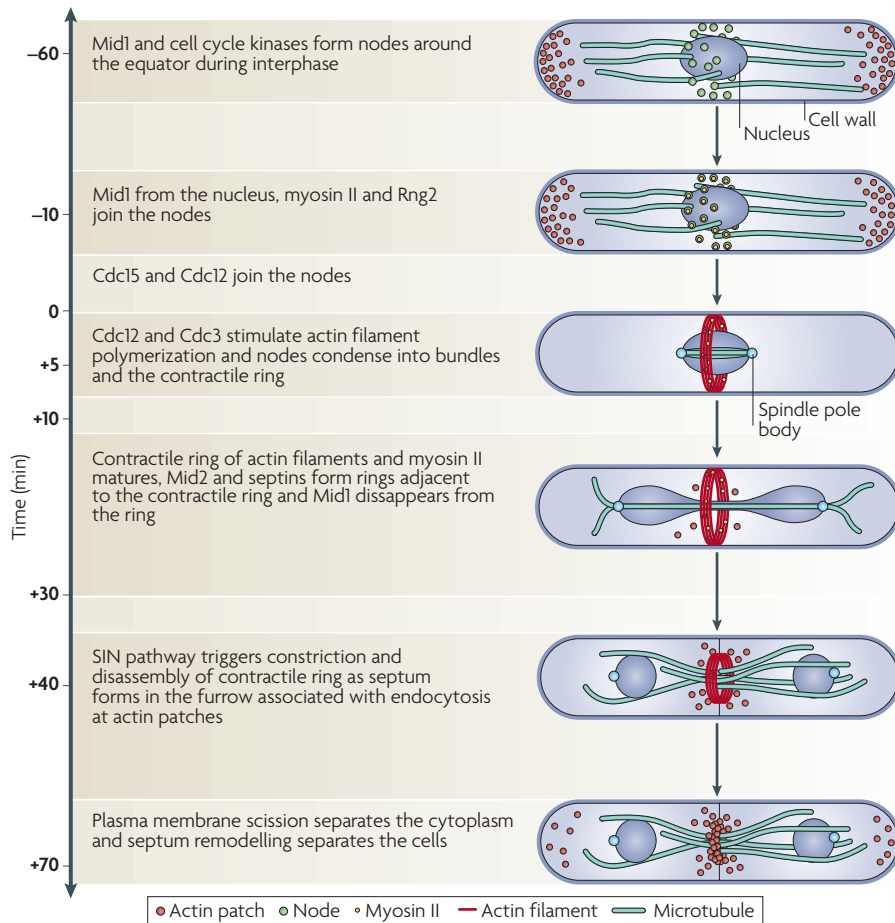 –60
Mid1 and cell cycle kinases form nodes around
the equator during interphase
Cell wall
Nucleus
–10
Mid1 from the nucleus, myosin II and Rng2
join the nodes
Cdc15 and Cdc12 join the nodes
0
Cdc12 and Cdc3 stimulate actin filament
polymerization and nodes condense into bundles
and the contractile ring
+5
+10
Spindle pole
body
Contractile ring of actin filaments and myosin II
matures, Mid2 and septins form rings adjacent
to the contractile ring and Mid1 dissappears from
the ring
Time (min)
+30
SIN pathway triggers constriction and
disassembly of contractile ring as septum
forms in the furrow associated with endocytosis
at actin patches
+40
Plasma membrane scission separates the cytoplasm
and septum remodelling separates the cells
+70
Actin patch Node Myosin II Actin filament Microtubule